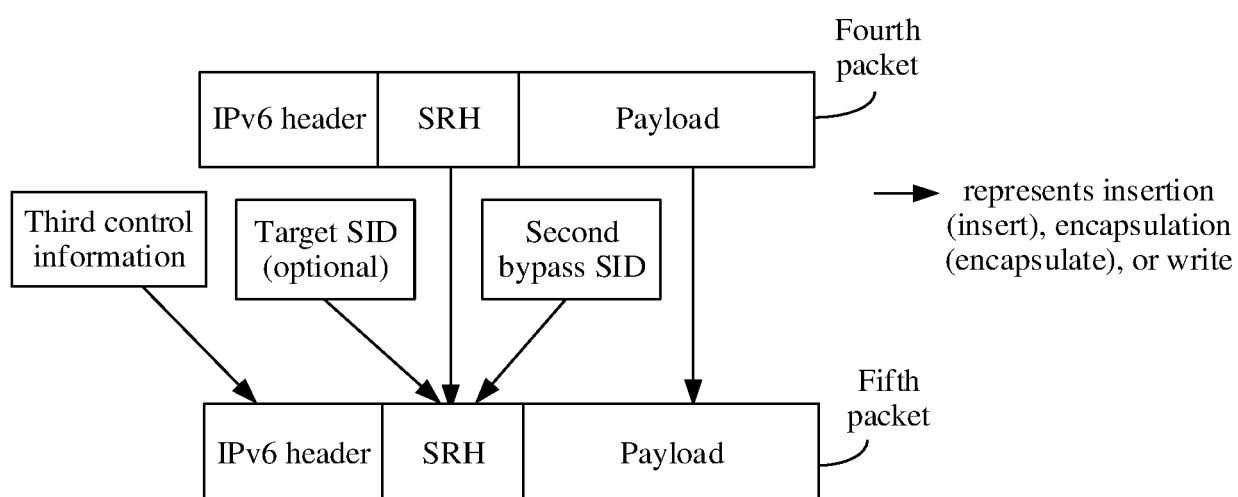 Fourth
packet
IPv6 header
SRH
Payload
Third control
information
Target SID
(optional)
Second
bypass SID
represents insertion
(insert), encapsulation
(encapsulate), or write
Fifth
packet
IPv6 header
SRH
Payload